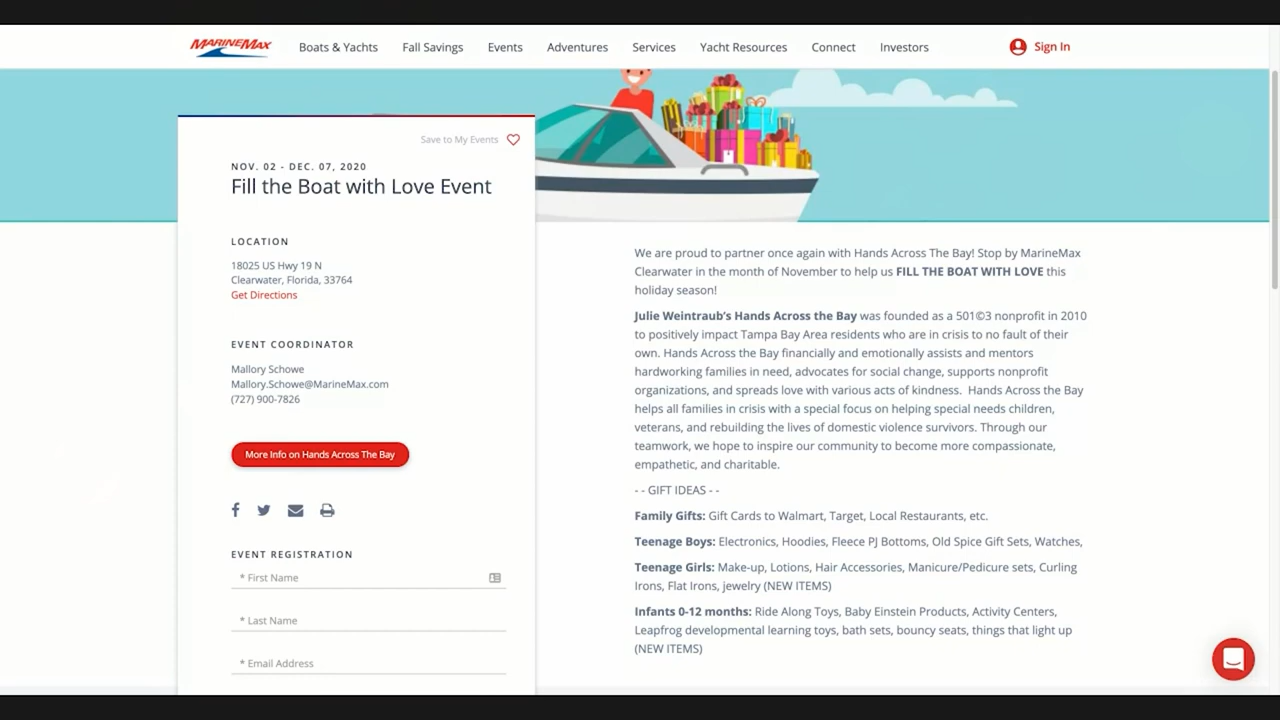 MARINEMAX
Boats & Yachts Fall Savings Events Adventures Services Yacht Resources Connect Investors Sign In
Save to My Events
NOV. 02 - DEC. 07, 2020
Fill the Boat with Love Event
LOCATION
18025 US Hwy 19 N
Clearwater, Florida, 33764
Get Directions
EVENT COORDINATOR
Mallory Schowe
Mallory.Schowe@MarineMax.com
(727) 900-7826
More Info on Hands Across The Bay
EVENT REGISTRATION
* First Name
* Last Name
* Email Address
We are proud to partner once again with Hands Across The Bay! Stop by MarineMax
Clearwater in the month of November to help us FILL THE BOAT WITH LOVE this
holiday season!
Julie Weintraub's Hands Across the Bay was founded as a 501©3 nonprofit in 2010
to positively impact Tampa Bay Area residents who are in crisis to no fault of their
own. Hands Across the Bay financially and emotionally assists and mentors
hardworking families in need, advocates for social change, supports nonprofit
organizations, and spreads love with various acts of kindness. Hands Across the Bay
helps all families in crisis with a special focus on helping special needs children,
veterans, and rebuilding the lives of domestic violence survivors. Through our
teamwork, we hope to inspire our community to become more compassionate,
empathetic, and charitable.
- - GIFT IDEAS - -
Family Gifts: Gift Cards to Walmart, Target, Local Restaurants, etc.
Teenage Boys: Electronics, Hoodies, Fleece PJ Bottoms, Old Spice Gift Sets, Watches,
Teenage Girls: Make-up, Lotions, Hair Accessories, Manicure/Pedicure sets, Curling
Irons, Flat Irons, jewelry (NEW ITEMS)
Infants 0-12 months: Ride Along Toys, Baby Einstein Products, Activity Centers,
Leapfrog developmental learning toys, bath sets, bouncy seats, things that light up
(NEW ITEMS)